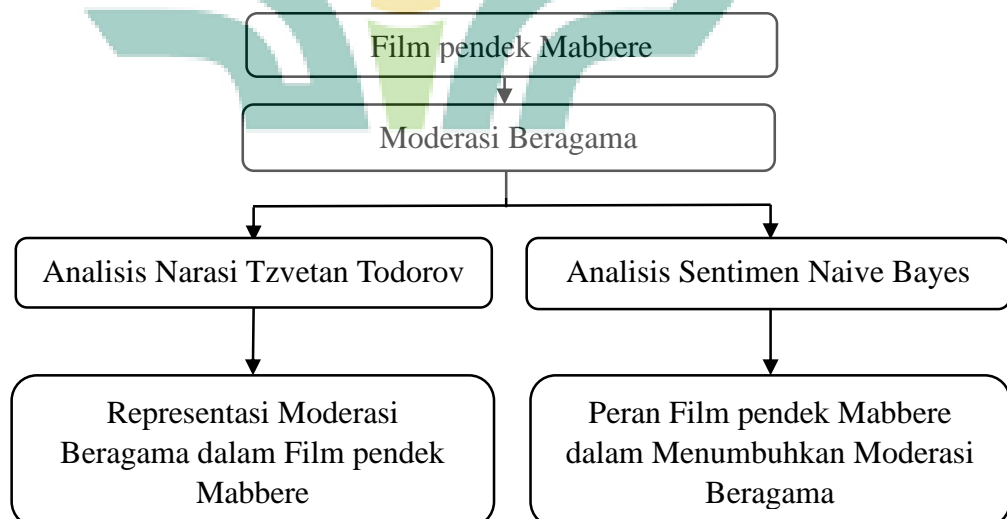 Film pendek Mabbere
Moderasi Beragama
Analisis Narasi Tzvetan Todorov
Analisis Sentimen Naive Bayes
Representasi Moderasi
Beragama dalam Film pendek
Mabbere
Peran Film pendek Mabbere
dalam Menumbuhkan Moderasi
Beragama